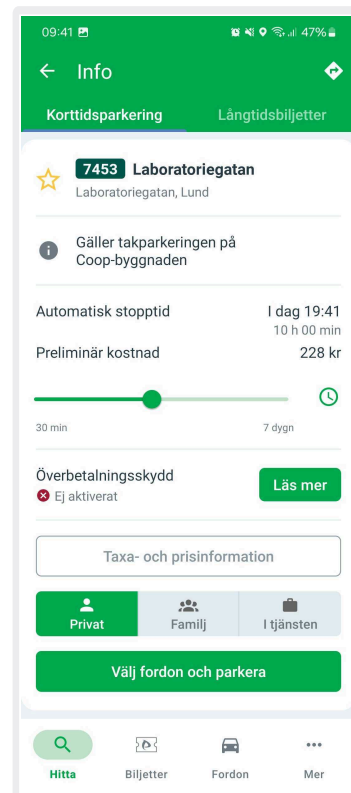 09:41 47%
Info
Korttidsparkering Långtidsbiljetter
7453 Laboratoriegatan
Laboratoriegatan, Lund
Gäller takparkeringen på
Coop-byggnaden
Automatisk stopptid I dag 19:41
10 h 00 min
Preliminär kostnad 228 kr
30 min 7 dygn
Överbetalningsskydd
Ej aktiverat
Läs mer
Taxa- och prisinformation
Privat Familj I tjänsten
Välj fordon och parkera
Hitta Biljetter Fordon Mer